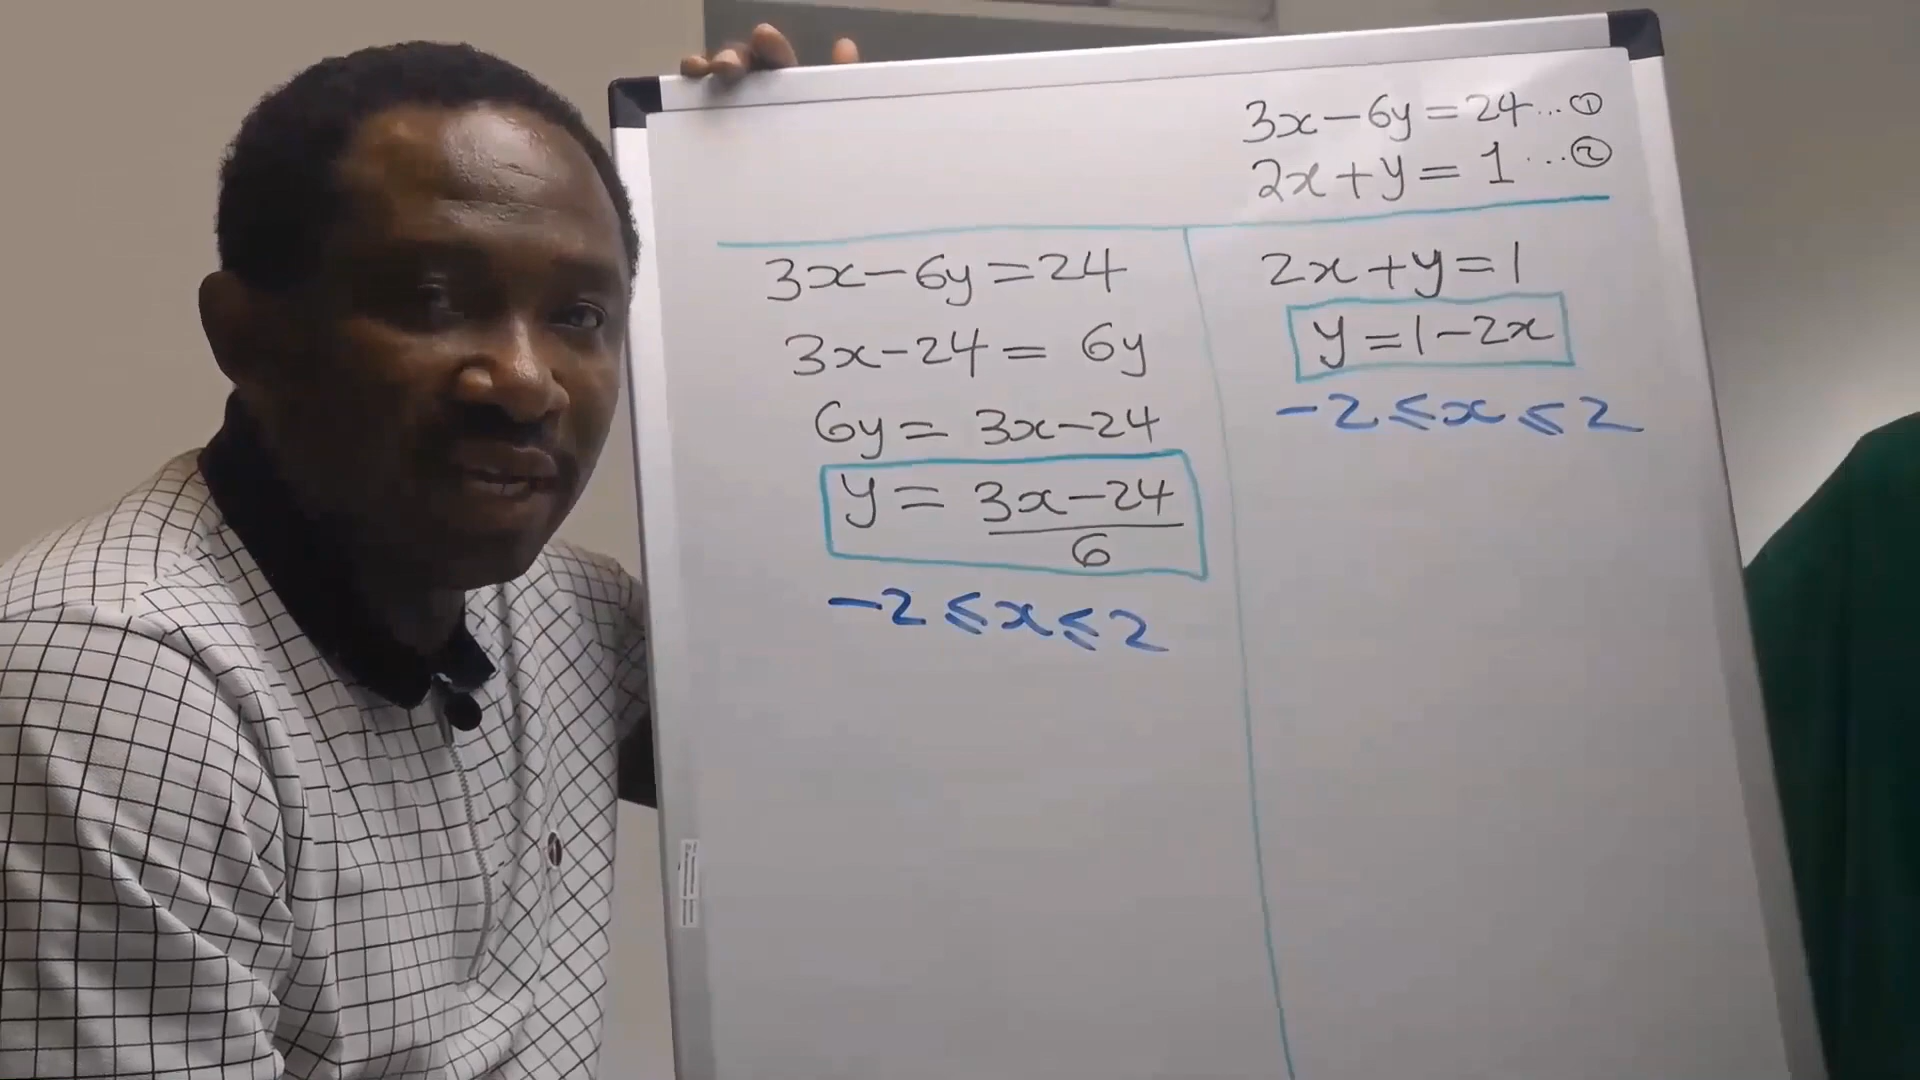 3x-6y=24...①
2x+y=1...②
3x-6y=24
3x-24=6y
6y=3x-24
y=3x-24
6
-2≤x≤2
2x+y=1
y=1-2x
-2≤x≤2